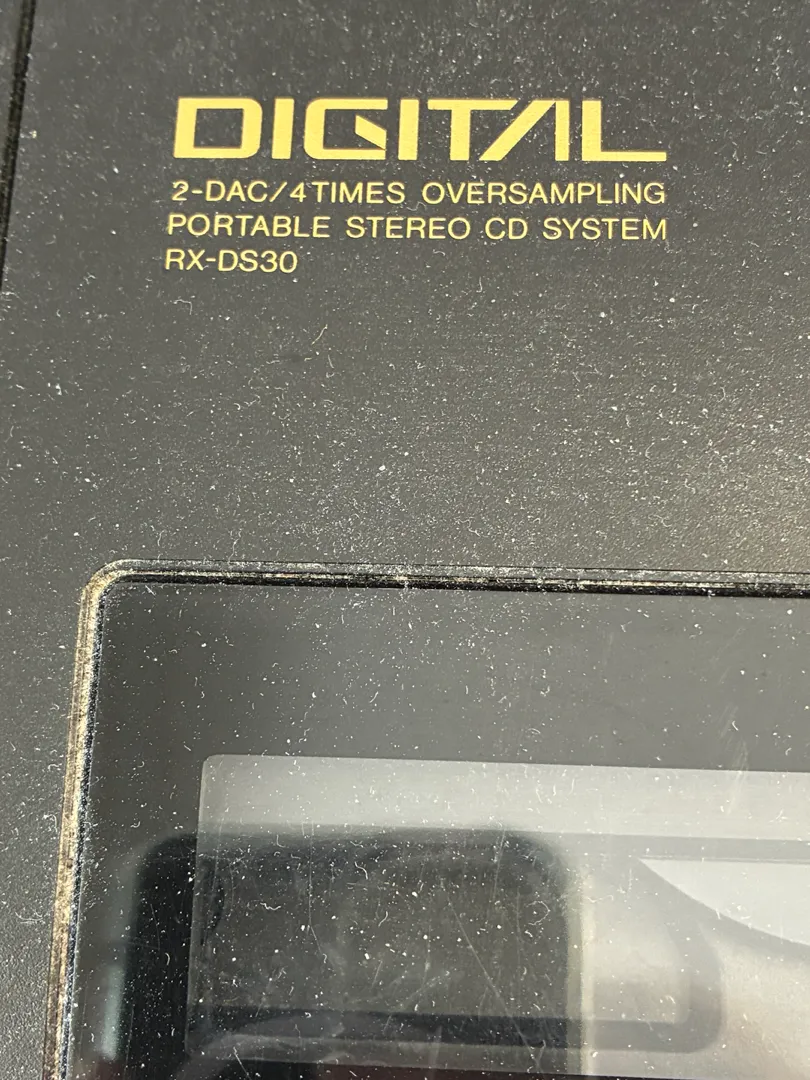 DIGITAL
2-DAC/4TIMES OVERSAMPLING
PORTABLE STEREO CD SYSTEM
RX-DS30